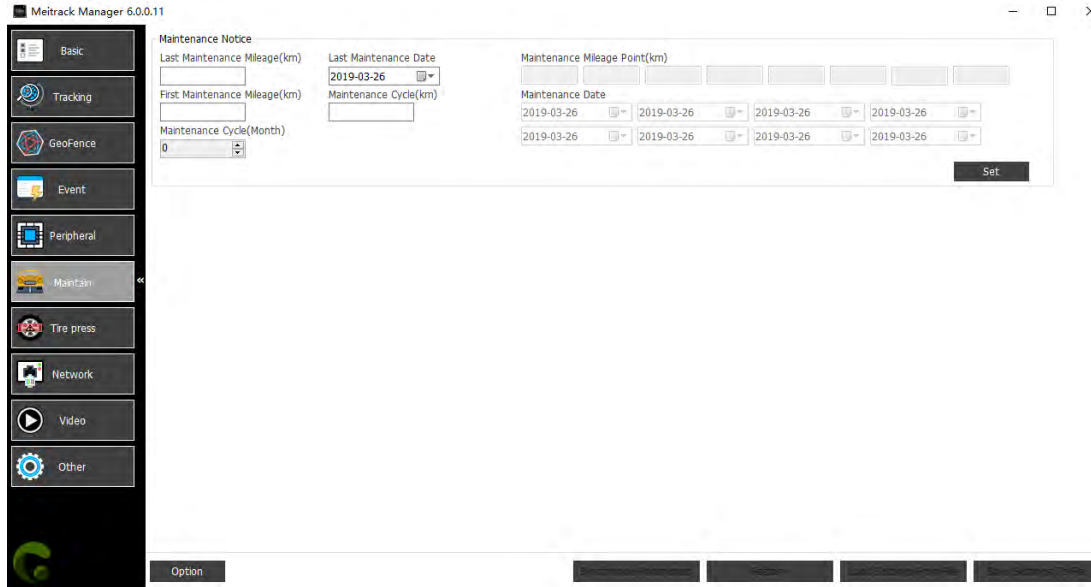 Meitrack Manager 6.0.0.11
Basic
Tracking
GeoFence
Event
Peripheral
Maintain
«
Tire press
Network
Video
Other
Maintenance Notice
Last Maintenance Mileage(km) Last Maintenance Date Maintenance Mileage Point(km)
2019-03-26
First Maintenance Mileage(km) Maintenance Cycle(km) Maintenance Date
2019-03-26 2019-03-26 2019-03-26 2019-03-26
Maintenance Cycle(Month)
2019-03-26 2019-03-26 2019-03-26 2019-03-26
0
Set
Option